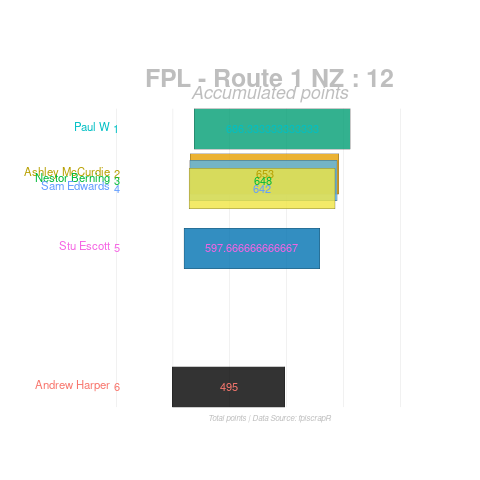 FPL - Route 1 NZ : 12
Accumulated points
Paul W 1
Ashley McCurdie 2 653
Nestor Berning 3 648
Sam Edwards 4 642
Stu Escott 5 597.666666666667
Andrew Harper 6 495
Total points | Data Source: fplscrapR